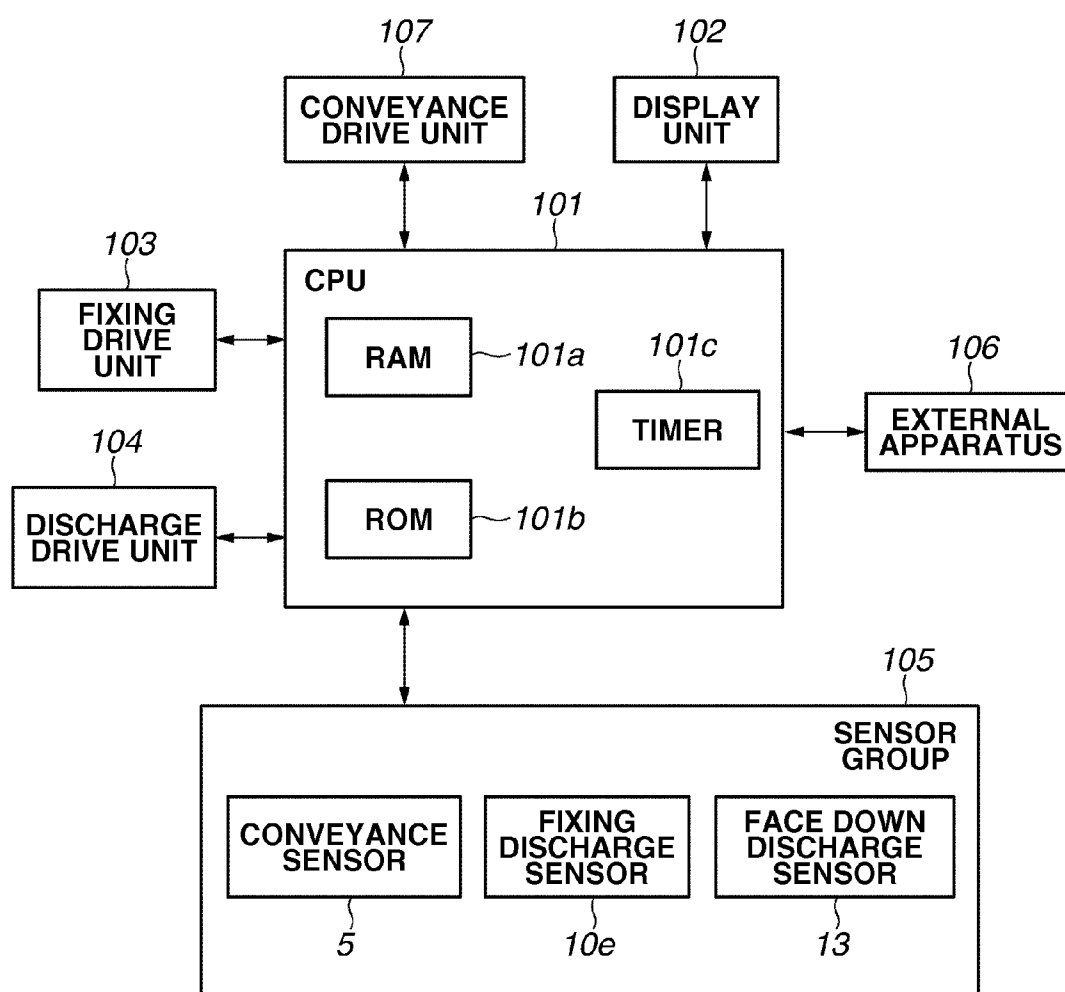 107
102
CONVEYANCE
DRIVE UNIT
DISPLAY
UNIT
101
103
CPU
FIXING
DRIVE
UNIT
RAM
101a
101c
106
TIMER
EXTERNAL
APPARATUS
104
DISCHARGE
DRIVE UNIT
ROM
101b
105
SENSOR
GROUP
CONVEYANCE
SENSOR
FIXING
DISCHARGE
SENSOR
FACE DOWN
DISCHARGE
SENSOR
5
10e
13